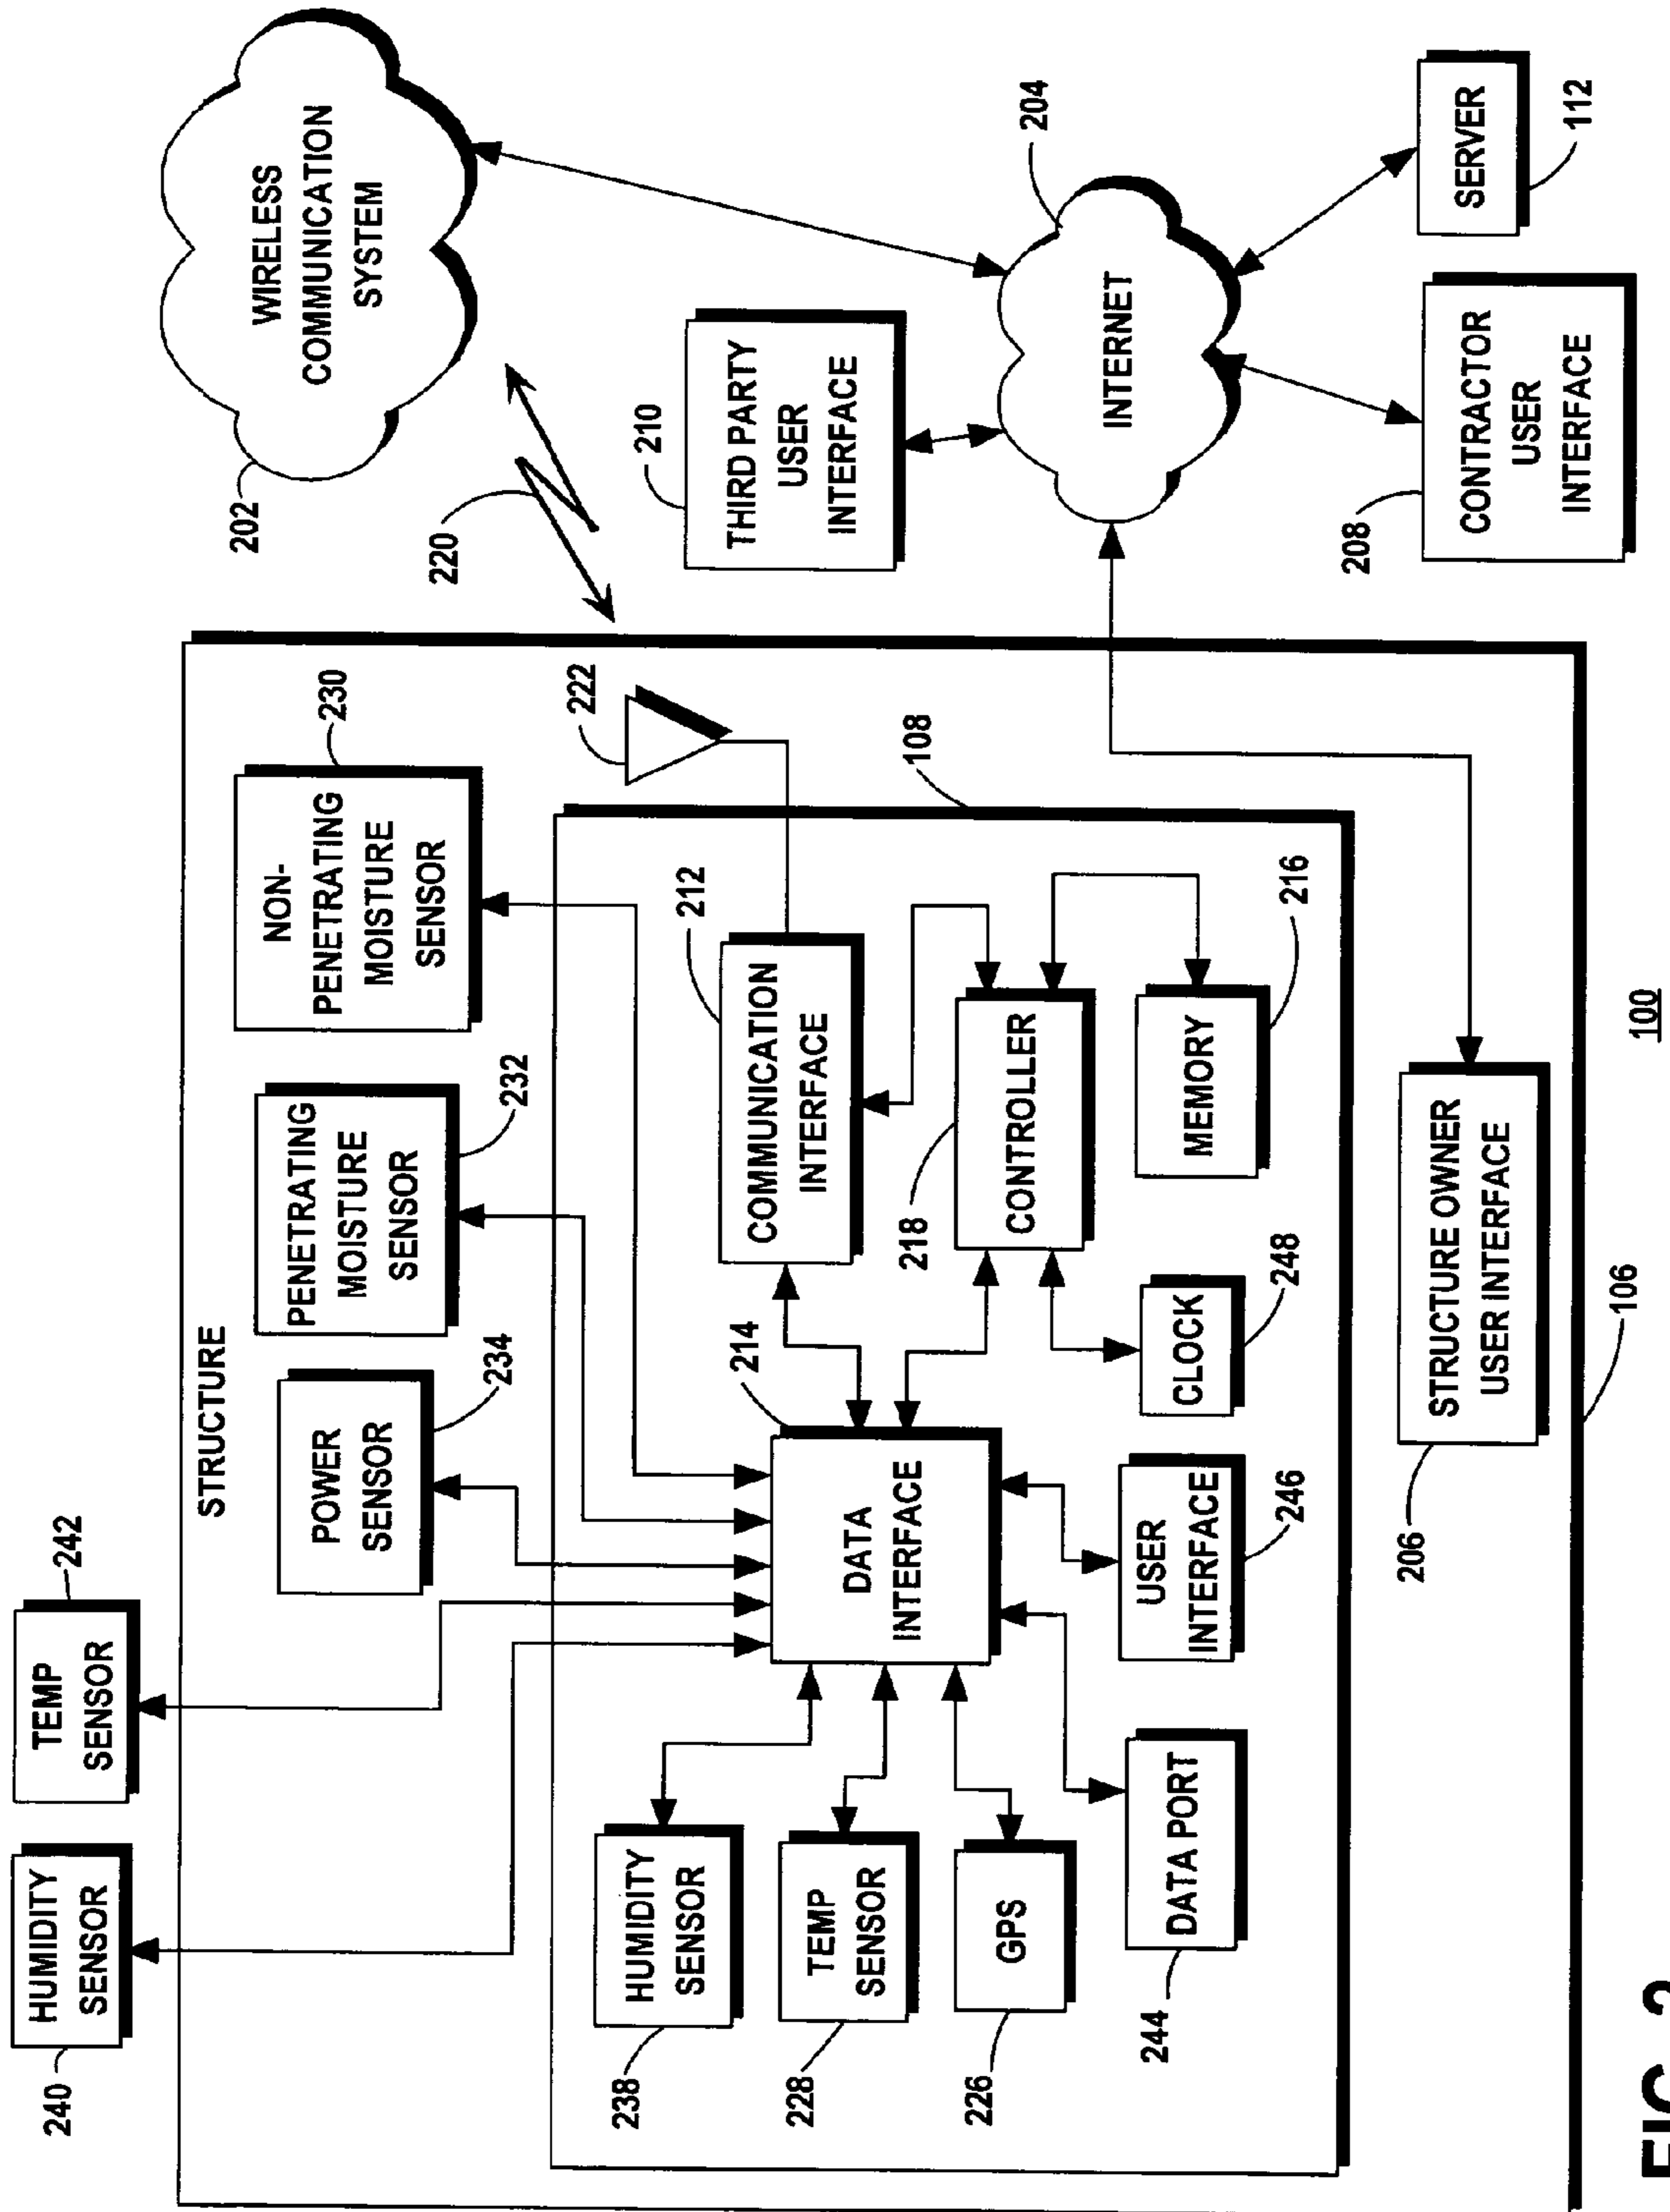 240
HUMIDITY
SENSOR
TEMP
SENSOR
242
STRUCTURE
POWER
SENSOR
234
PENETRATING
MOISTURE
SENSOR
232
NON-
PENETRATING
MOISTURE
SENSOR
230
202
WIRELESS
COMMUNICATION
SYSTEM
220
222
238
HUMIDITY
SENSOR
228
TEMP
SENSOR
226
GPS
244
DATA PORT
214
DATA
INTERFACE
USER
INTERFACE
246
COMMUNICATION
INTERFACE
212
218
CONTROLLER
CLOCK
248
MEMORY
216
108
210
THIRD PARTY
USER
INTERFACE
INTERNET
204
206
STRUCTURE OWNER
USER INTERFACE
106
208
CONTRACTOR
USER
INTERFACE
SERVER
112
100